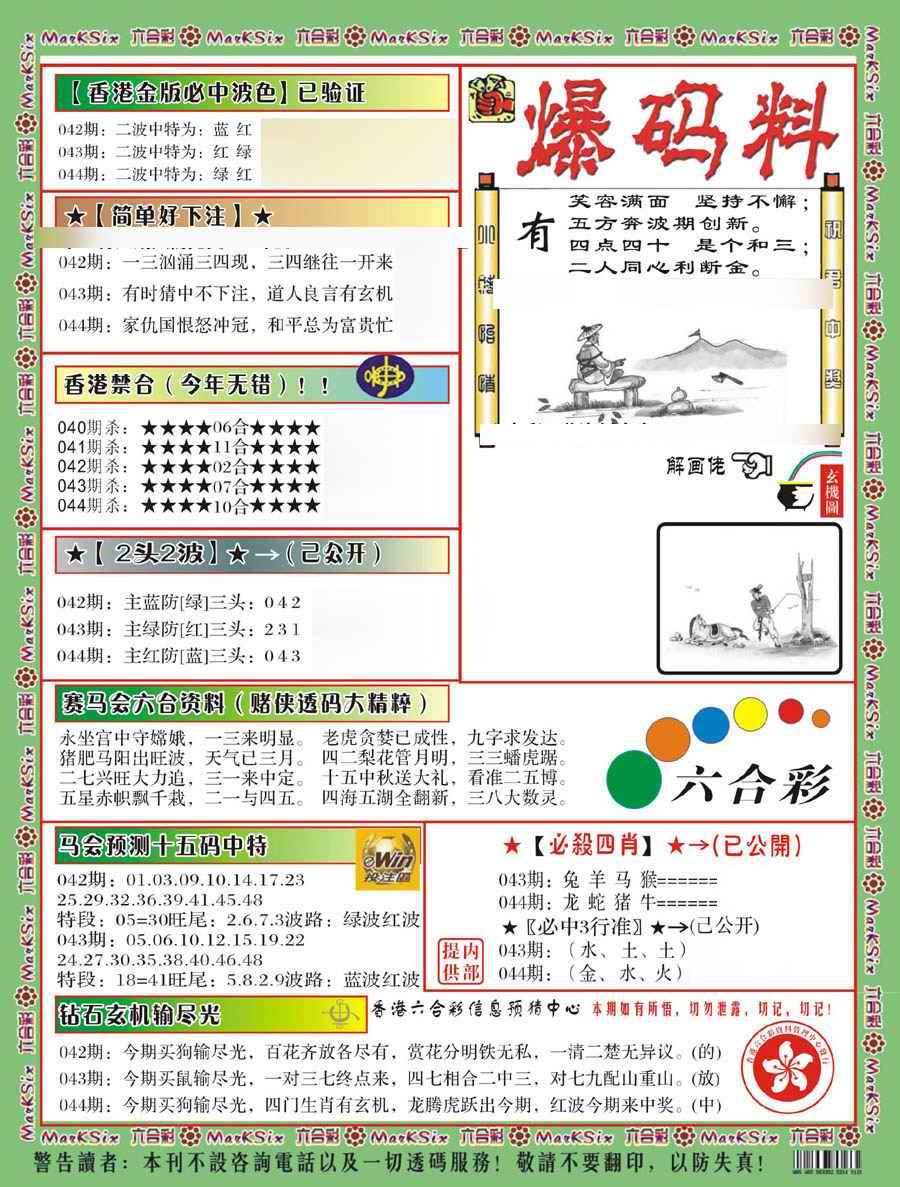 MarKSix 六合彩 MarKSix 六合彩 MarKSix 六合彩 MarKSix 六合彩 MarKSix 六合彩
【香港金版必中波色】已验证
042期：二波中特为：蓝 红
043期：二波中特为：红 绿
044期：二波中特为：绿 红
★【简单好下注】★
042期：一三汹涌三四现，三四继往一开来
043期：有时猜中不下注，道人良言有玄机
044期：家仇国恨怒冲冠，和平总为富贵忙
香港禁合（今年无错）！！
040期杀：★★★★06合★★★★
041期杀：★★★★11合★★★★
042期杀：★★★★02合★★★★
043期杀：★★★★07合★★★★
044期杀：★★★★10合★★★★
★【 2头2波】★→(已公开)
042期：主蓝防[绿]三头：0 4 2
043期：主绿防[红]三头：2 3 1
044期：主红防[蓝]三头：0 4 3
爆码料
有
笑容满面 坚持不懈；
五方奔波期创新。
四点四十 是个和三；
二人同心利断金。
祝君中奖
解画佬
玄機圖
赛马会六合资料（赌侠透码大精粹）
永坐宫中守嫦娥，一三来明显。 老虎贪婪已成性，九字求发达。
猪肥马阳出旺波，天气已三月。 四二梨花管月明，三三蟠虎踞。
二七兴旺大力追，三一来中定。 十五中秋送大礼，看准二五博。
五星赤帜飘千栽，二一与四五。 四海五湖全翻新，三八大数灵。
六合彩
马会预测十五码中特
eWin
投注區
042期：01.03.09.10.14.17.23
25.29.32.36.39.41.45.48
特段：05=30旺尾：2.6.7.3波路：绿波红波
043期：05.06.10.12.15.19.22
24.27.30.35.38.40.46.48
特段：18=41旺尾：5.8.2.9波路：蓝波红波
★【必殺四肖】★→(已公開)
043期：兔 羊 马 猴======
044期：龙 蛇 猪 牛======
★〖必中3行准〗★→(已公开)
043期：（水、土、土）
044期：（金、水、火）
提内
供部
钻石玄机输尽光
香港六合彩信息预猜中心 本期如有所悟，切勿泄露，切记，切记！
042期：今期买狗输尽光，百花齐放各尽有，赏花分明铁无私，一清二楚无异议。(的)
043期：今期买鼠输尽光，一对三七终点来，四七相合二中三，对七九配山重山。(放)
044期：今期买狗输尽光，四门生肖有玄机，龙腾虎跃出今期，红波今期来中奖。(中)
MarKSix 六合彩 MarKSix 六合彩 MarKSix 六合彩 MarKSix 六合彩 MarKSix 六合彩
警告讀者：本刊不設咨詢電話以及一切透碼服務！敬請不要翻印，以防失真！